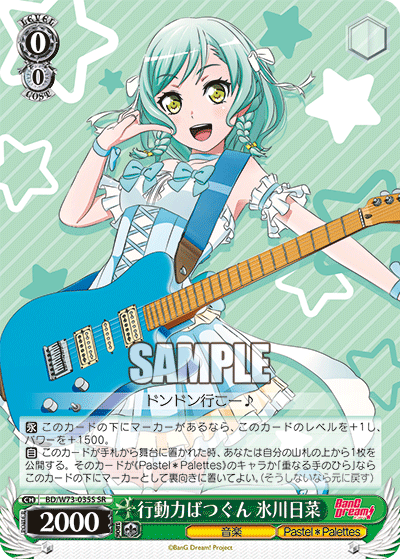 LEVEL
0
0
COST
SAMPLE
ドンドン行こー♪
永 このカードの下にマーカーがあるなら、このカードのレベルを+1し、
パワーを+1500。
自 このカードが手札から舞台に置かれた時、あなたは自分の山札の上から1枚を
公開する。そのカードが《Pastel＊Palettes》のキャラか「重なる手のひら」なら
このカードの下にマーカーとして表向きに置いてよい。(そうしないなら元に戻す)
CH BD/W73-035S SR
2000
行動力ばつぐん 氷川日菜
BanG Dream!
音楽
Pastel＊Palettes
©BanG Dream! Project